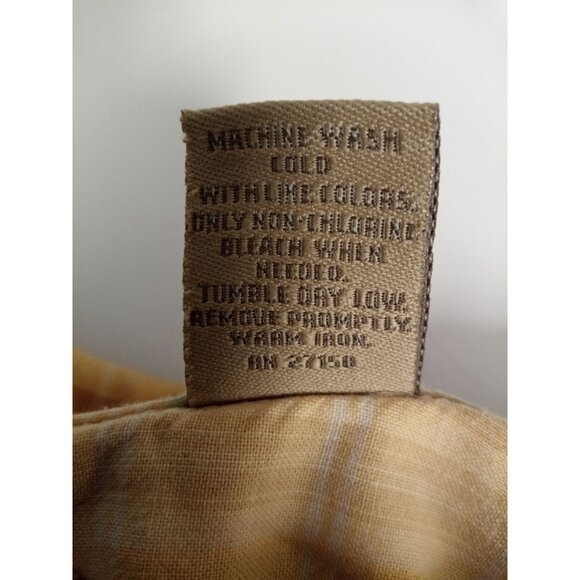 MACHINE WASH
COLD
WITH LIKE COLORS.
ONLY NON-CHLORINE
BLEACH WHEN
NEEDED.
TUMBLE DRY LOW.
REMOVE PROMPTLY.
WARM IRON.
RN 27150